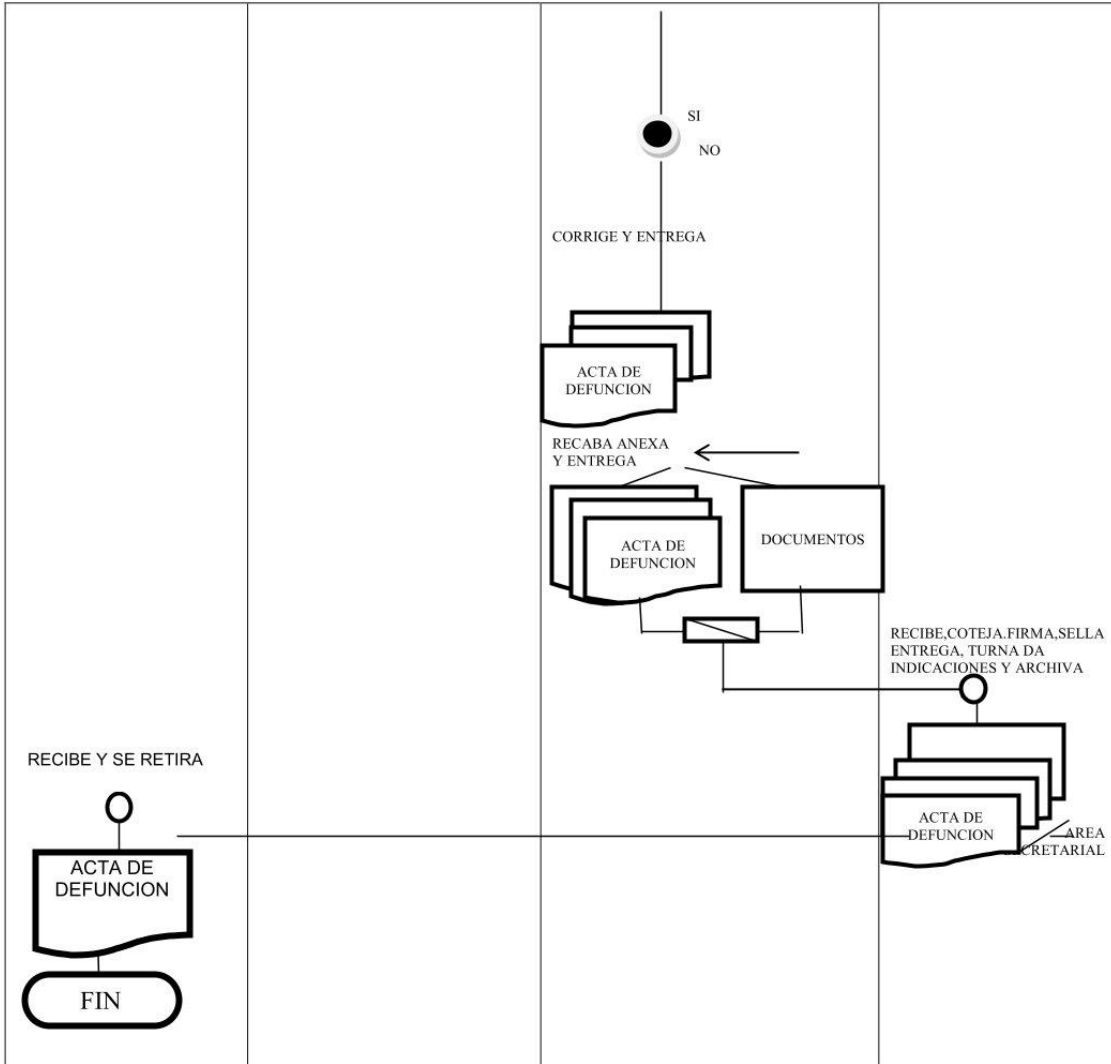 SI
NO
CORRIGE Y ENTREGA
ACTA DE
DEFUNCION
RECABA ANEXA
Y ENTREGA
ACTA DE
DEFUNCION
DOCUMENTOS
RECIBE,COTEJA.FIRMA,SELLA
ENTREGA, TURNA DA
INDICACIONES Y ARCHIVA
RECIBE Y SE RETIRA
ACTA DE
DEFUNCION
AREA
ACTA DE
DEFUNCION
FIN